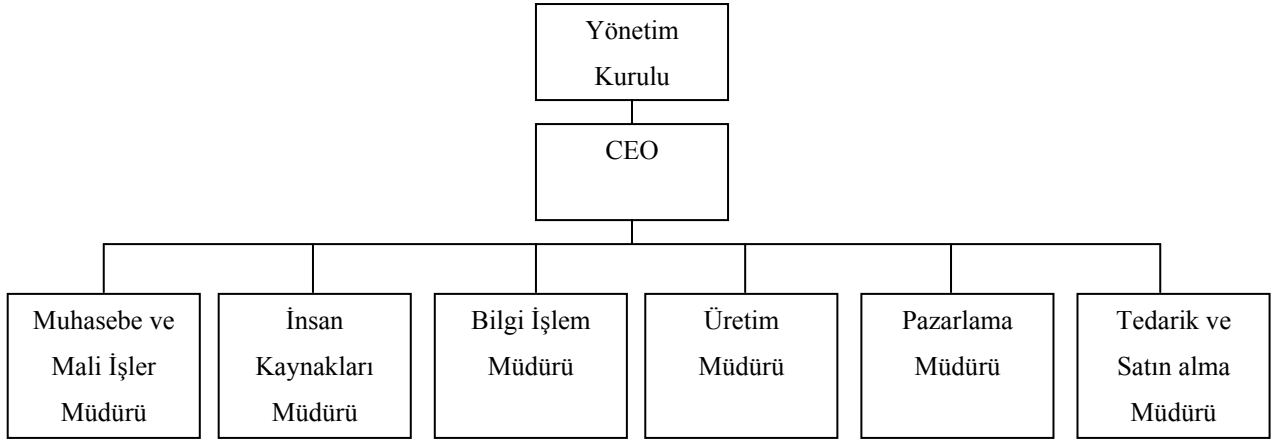 Yönetim
Kurulu
CEO
Muhasebe ve
Mali İşler
Müdürü
İnsan
Kaynakları
Müdürü
Bilgi İşlem
Müdürü
Üretim
Müdürü
Pazarlama
Müdürü
Tedarik ve
Satın alma
Müdürü